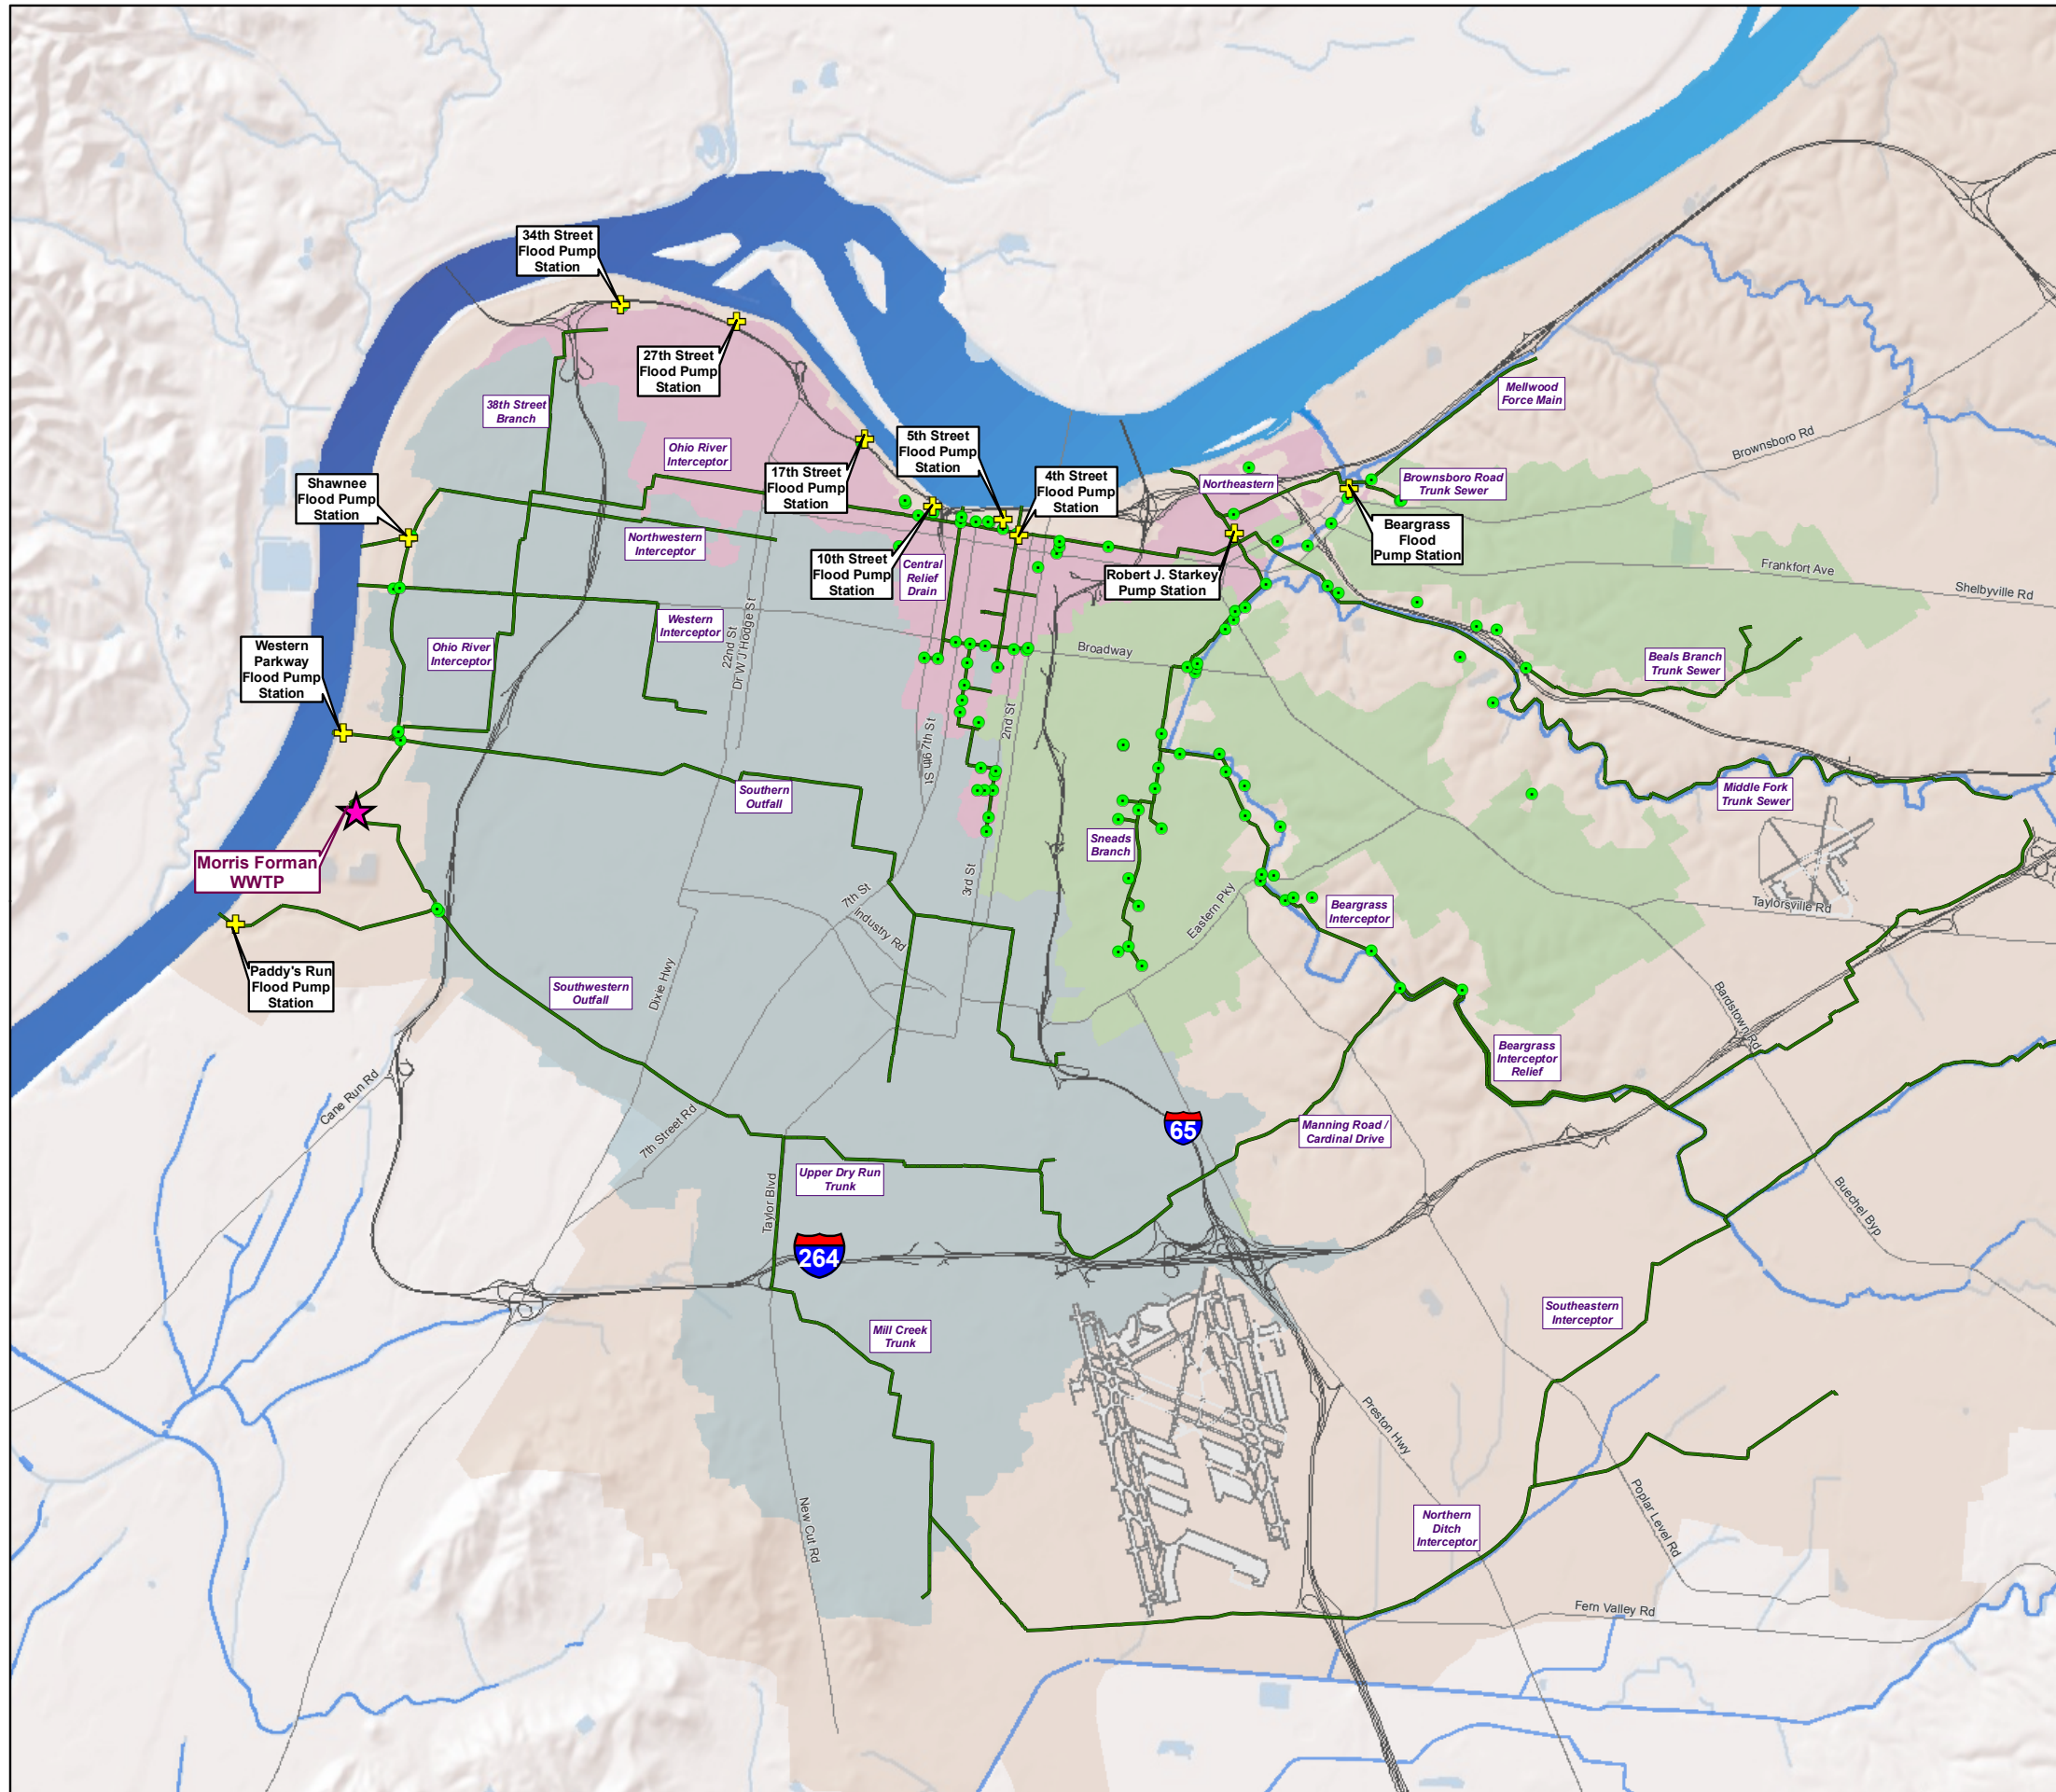 34th Street
Flood Pump
Station
27th Street
Flood Pump
Station
38th Street
Branch
Ohio River
Interceptor
17th Street
Flood Pump
Station
5th Street
Flood Pump
Station
4th Street
Flood Pump
Station
Northeastern
Mellwood
Force Main
Brownsboro Rd
Brownsboro Road
Trunk Sewer
Beargrass
Flood
Pump Station
Shawnee
Flood Pump
Station
Northwestern
Interceptor
10th Street
Flood Pump
Station
Central
Relief
Drain
Robert J. Starkey
Pump Station
Frankfort Ave
Shelbyville Rd
Western
Parkway
Flood Pump
Station
Ohio River
Interceptor
Western
Interceptor
22nd St
Dr W J Hodge St
Broadway
Beals Branch
Trunk Sewer
9th St
7th St
2nd St
Southern
Outfall
Middle Fork
Trunk Sewer
Morris Forman
WWTP
Sneads
Branch
3rd St
7th St
Industry Rd
Eastern Pky
Beargrass
Interceptor
Taylorsville Rd
Paddy's Run
Flood Pump
Station
Southwestern
Outfall
Dixie Hwy
Bardstown Rd
Beargrass
Interceptor
Relief
Cane Run Rd
7th Street Rd
65
Manning Road /
Cardinal Drive
Upper Dry Run
Trunk
Taylor Blvd
264
Buechel Byp
Southeastern
Interceptor
Mill Creek
Trunk
Preston Hwy
New Cut Rd
Northern
Ditch
Interceptor
Poplar Level Rd
Fern Valley Rd